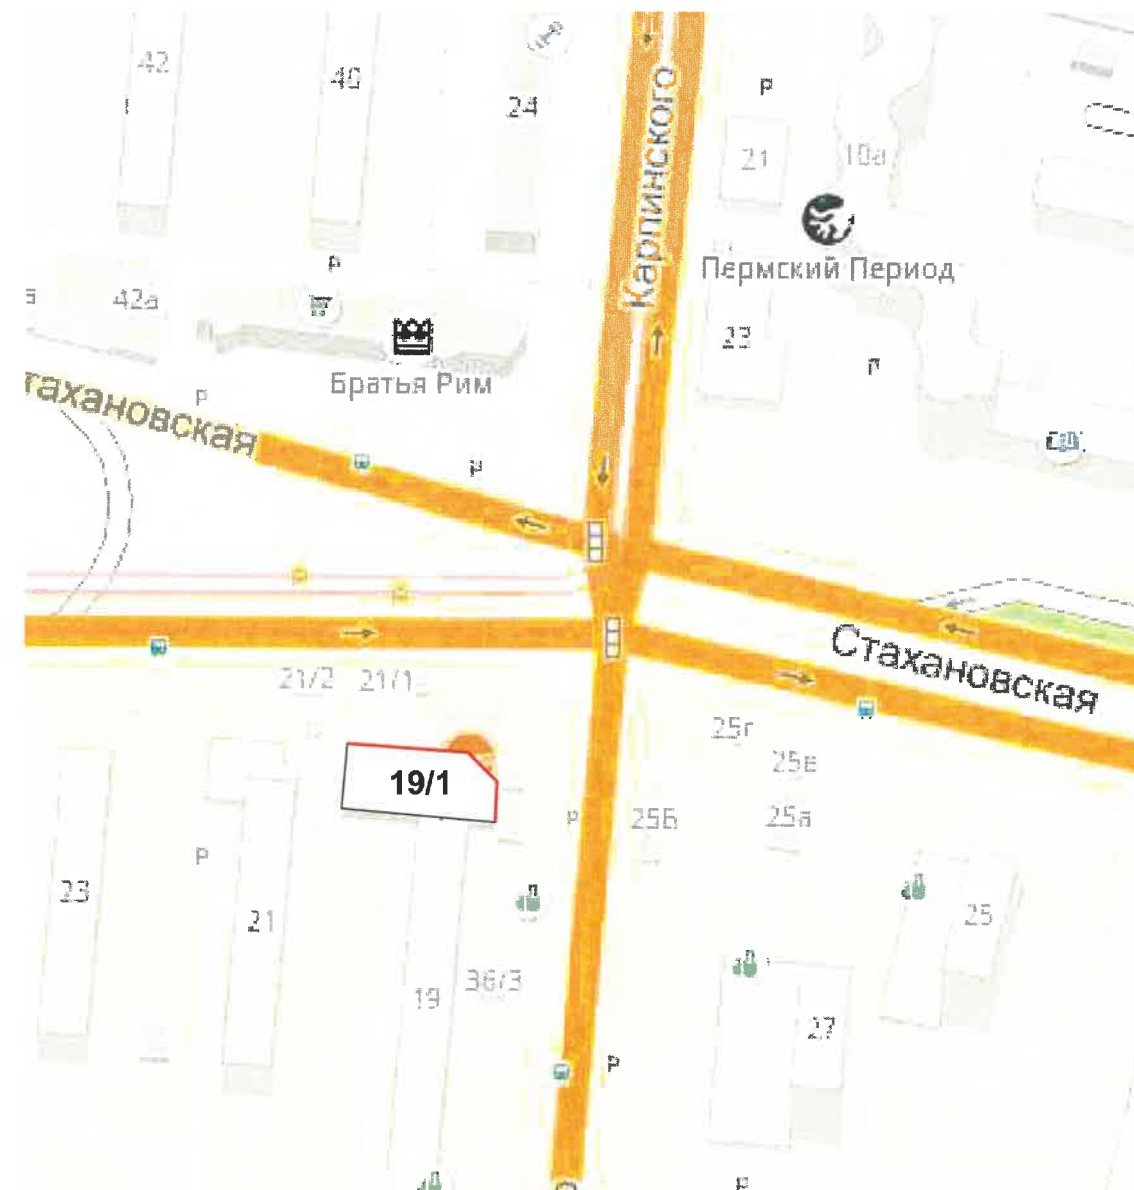 42
40
24
Карпинского
Р
21
10а
Пермский Период
Р
42а
23
Братья Рим
тахановская
Р
Р
Стахановская
21/2
21/1
25г
25в
19/1
Р
25Б
25а
Р
23
21
25
19
36/3
27
Р
Р